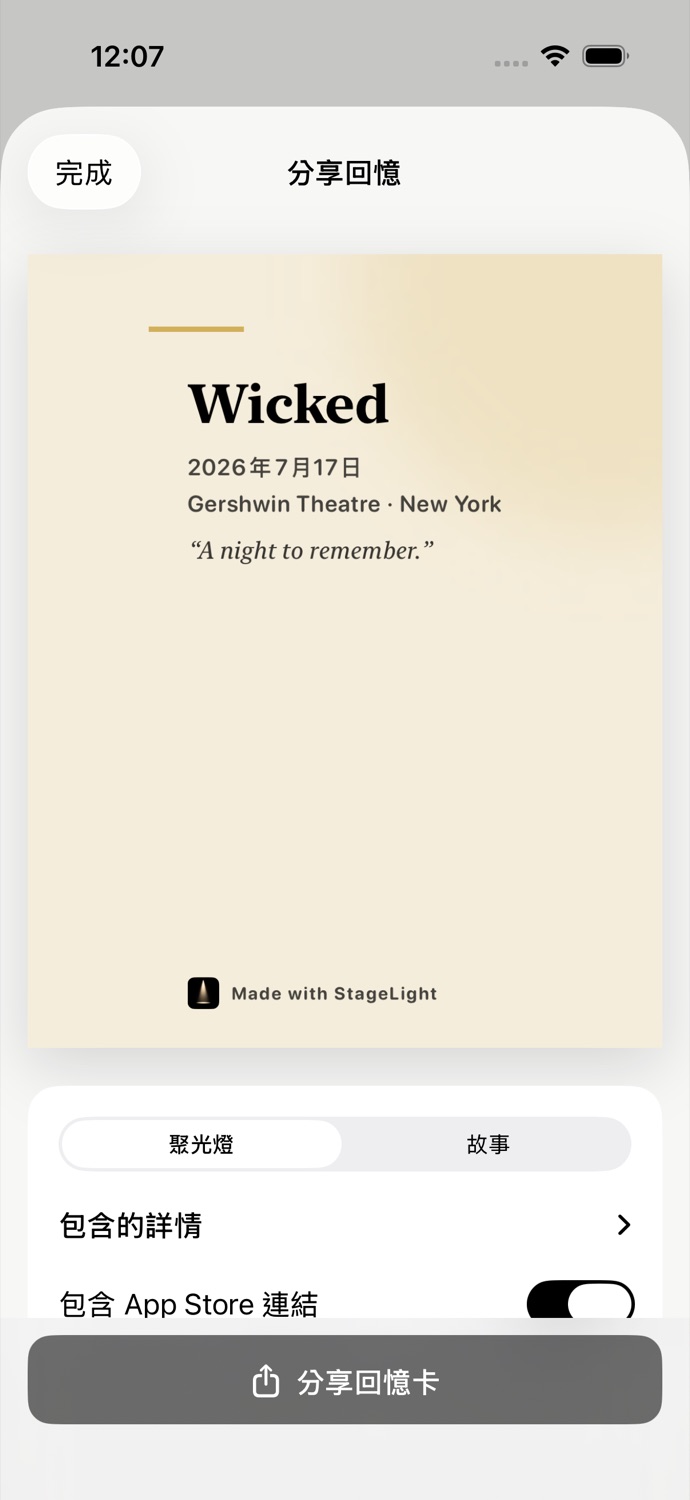 12:07
完成
分享回憶
Wicked
2026年7月17日
Gershwin Theatre · New York
“A night to remember.”
Made with StageLight
聚光燈
故事
包含的詳情
包含 App Store 連結
分享回憶卡